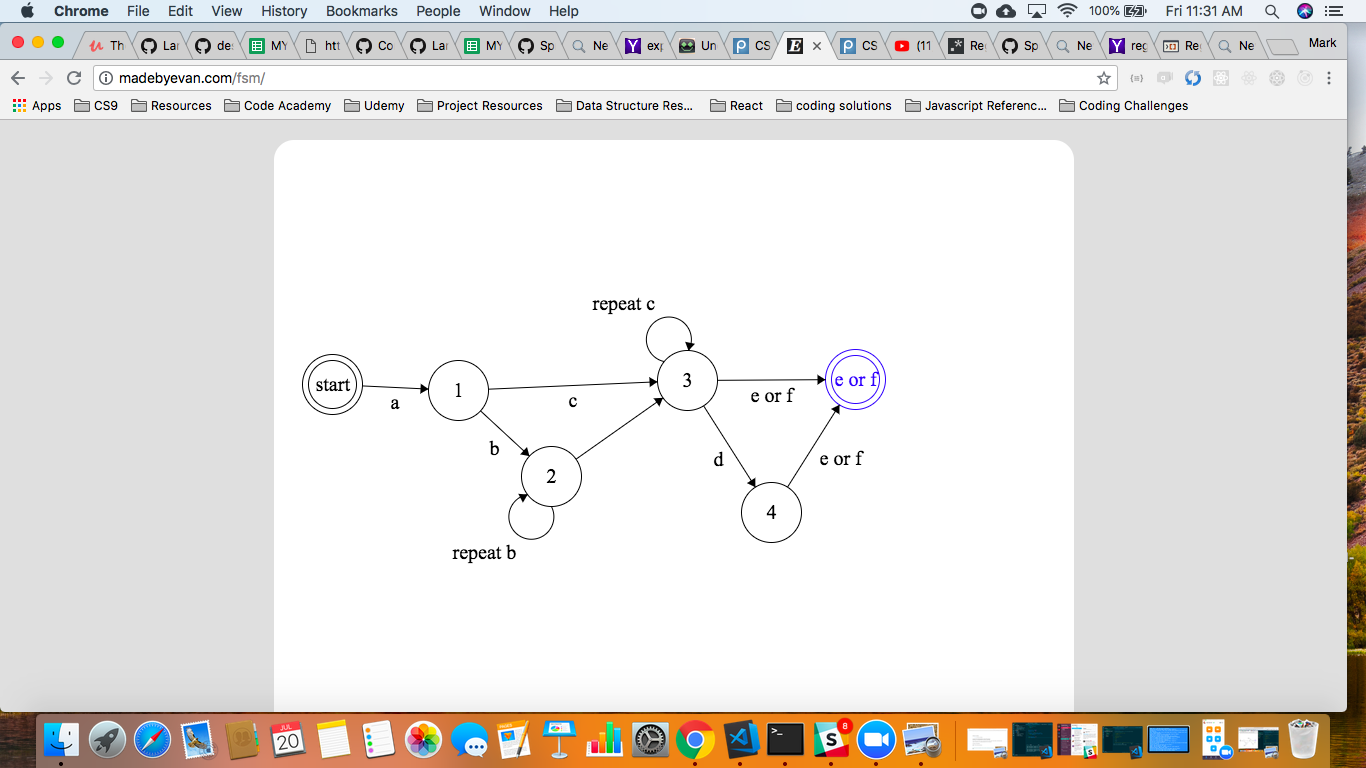 Chrome File Edit View History Bookmarks People Window Help 100% Fri 11:31 AM
Th Lar de: MY htt Co Lar MY Sp Ne exp Un CS CS (11 Re Sp Ne reg Re Ne Mark
madebyevan.com/fsm/
Apps CS9 Resources Code Academy Udemy Project Resources Data Structure Res... React coding solutions Javascript Referenc... Coding Challenges
repeat c
start a 1 c 3 e or f e or f
b 2 d e or f
4
repeat b
JUL
20
8